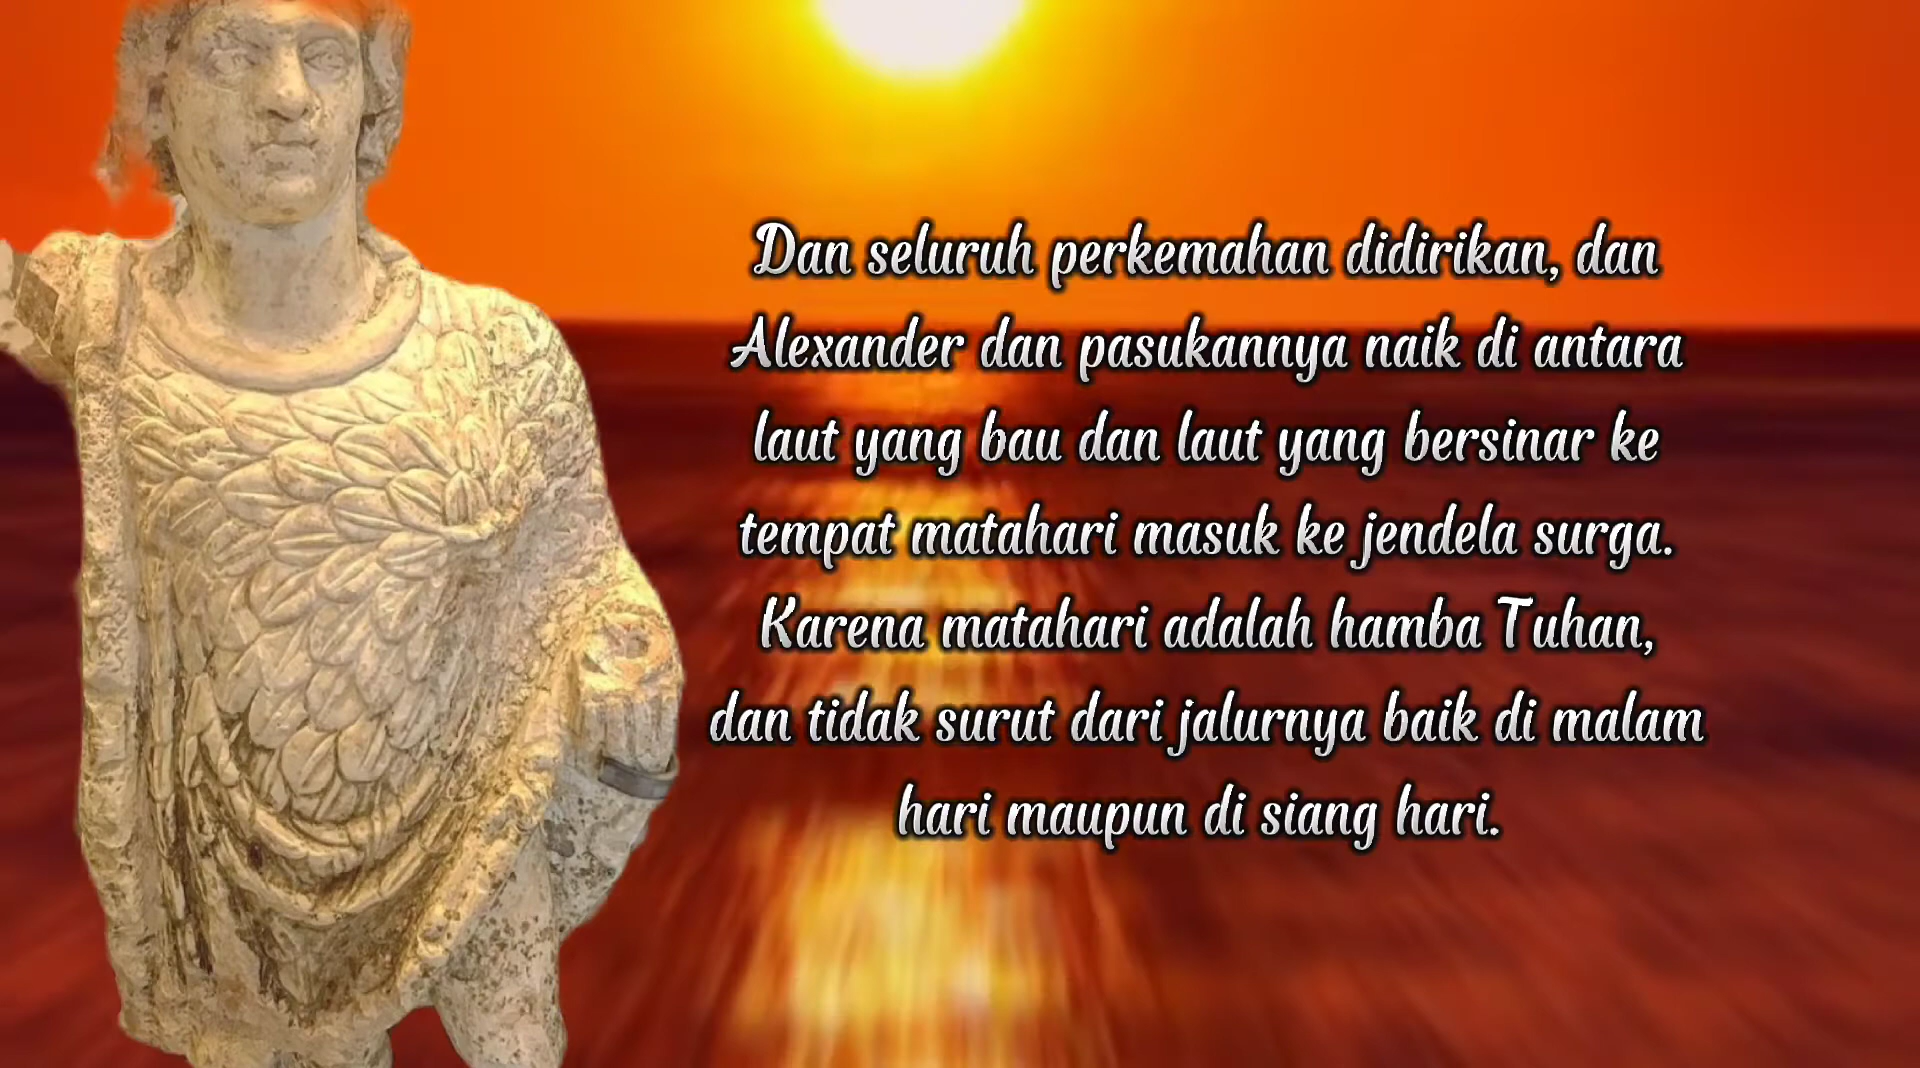 Dan seluruh perkemahan didirikan, dan
Alexander dan pasukannya naik di antara
laut yang bau dan laut yang bersinar ke
tempat matahari masuk ke jendela surga.
Karena matahari adalah hamba Tuhan,
dan tidak surut dari jalurnya baik di malam
hari maupun di siang hari.